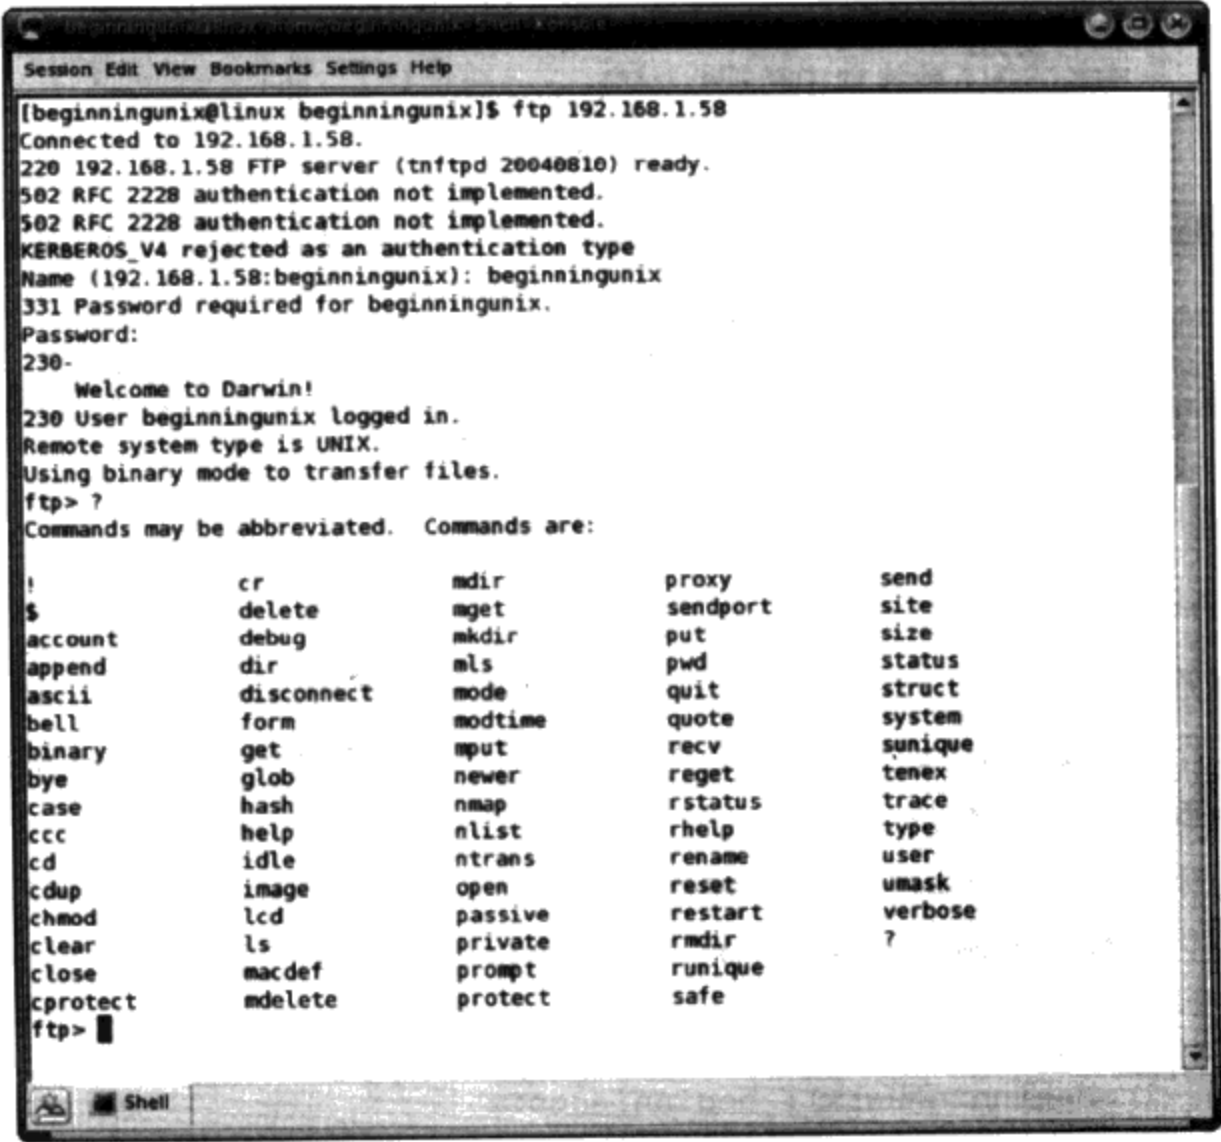 Session Edit View Bookmarks Settings Help
[beginningunix@linux beginningunix]$ ftp 192.168.1.58
Connected to 192.168.1.58.
220 192.168.1.58 FTP server (tnftpd 20040810) ready.
502 RFC 2228 authentication not implemented.
502 RFC 2228 authentication not implemented.
KERBEROS_V4 rejected as an authentication type
Name (192.168.1.58:beginningunix): beginningunix
331 Password required for beginningunix.
Password:
230-
    Welcome to Darwin!
230 User beginningunix logged in.
Remote system type is UNIX.
Using binary mode to transfer files.
ftp> ?
Commands may be abbreviated.  Commands are:

!               cr              mdir            proxy           send
$               delete          mget            sendport        site
account         debug           mkdir           put             size
append          dir             mls             pwd             status
ascii           disconnect      mode            quit            struct
bell            form            modtime         quote           system
binary          get             mput            recv            sunique
bye             glob            newer           reget           tenex
case            hash            nmap            rstatus         trace
ccc             help            nlist           rhelp           type
cd              idle            ntrans          rename          user
cdup            image           open            reset           umask
chmod           lcd             passive         restart         verbose
clear           ls              private         rmdir           ?
close           macdef          prompt          runique
cprotect        mdelete         protect         safe
ftp>
Shell